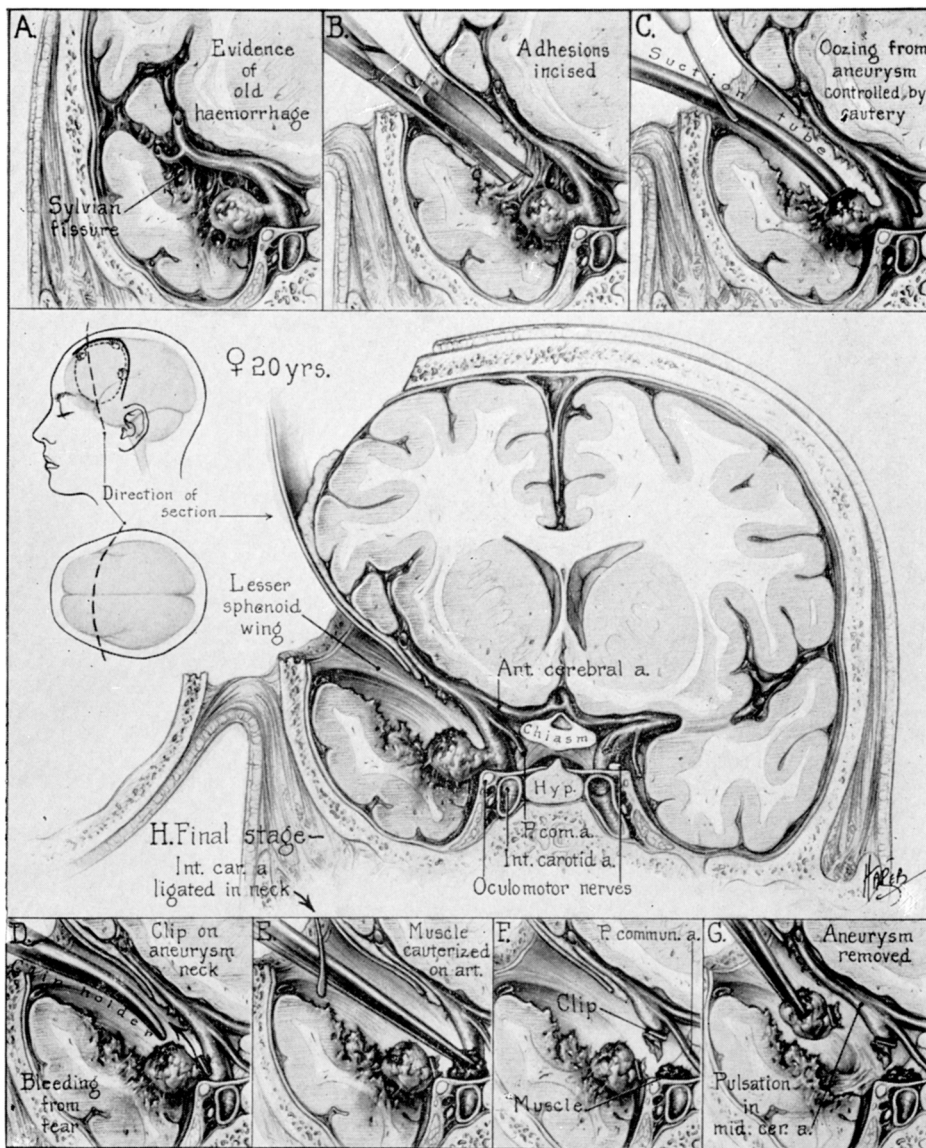 A.
Evidence
of
old
haemorrhage
Sylvian
fissure
B.
Adhesions
incised
C.
Suction
tube
Oozing from
aneurysm
controlled by
cautery
♀ 20 yrs.
Direction of
section
Lesser
sphenoid
wing
Ant. cerebral a.
Chiasm
Hyp.
P. com. a.
Int. carotid a.
Oculomotor nerves
H. Final stage-
Int. car. a
ligated in neck
D.
Clip on
aneurysm
neck
Clip holder
Bleeding
from
tear
E.
Muscle
cauterized
on art.
F.
P. commun. a.
Clip
Muscle
G.
Aneurysm
removed
Pulsation
in
mid. cer. a.